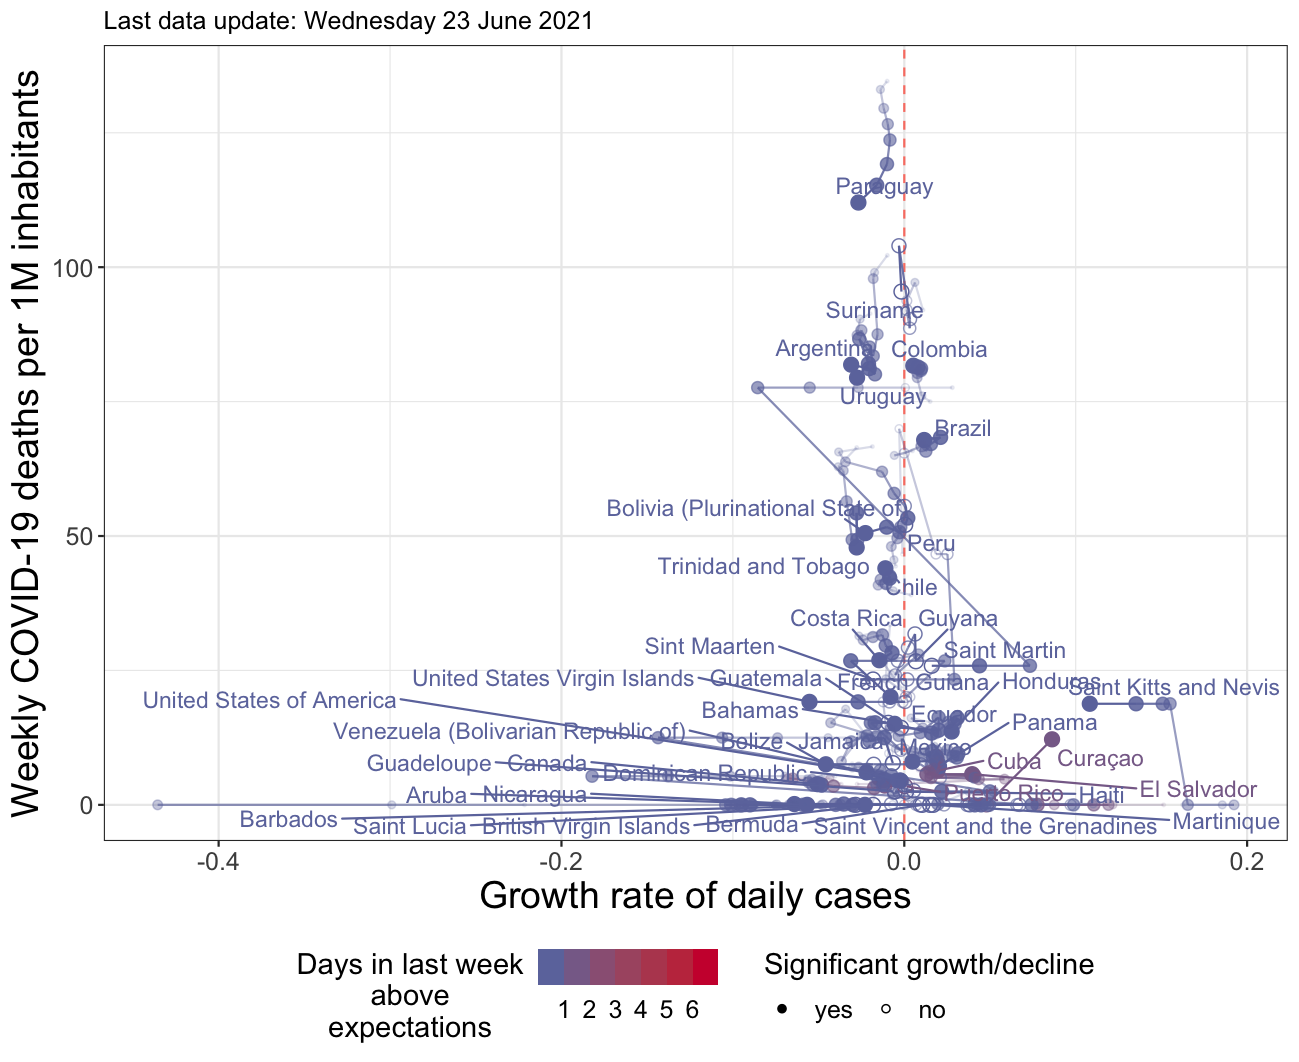 Last data update: Wednesday 23 June 2021
Weekly COVID-19 deaths per 1M inhabitants
100
50
0
Paraguay
Suriname
Argentina
Colombia
Uruguay
Brazil
Bolivia (Plurinational State of)
Peru
Trinidad and Tobago
Chile
Costa Rica
Guyana
Sint Maarten
Saint Martin
United States Virgin Islands
Guatemala
French Guiana
Honduras
Saint Kitts and Nevis
United States of America
Bahamas
Ecuador
Panama
Venezuela (Bolivarian Republic of)
Belize
Jamaica
Mexico
Cuba
Curaçao
Guadeloupe
Canada
Dominican Republic
El Salvador
Aruba
Nicaragua
Puerto Rico
Haiti
Barbados
Saint Lucia
British Virgin Islands
Bermuda
Saint Vincent and the Grenadines
Martinique
-0.4
-0.2
0.0
0.2
Growth rate of daily cases
Days in last week
above
expectations
1 2 3 4 5 6
Significant growth/decline
yes
no